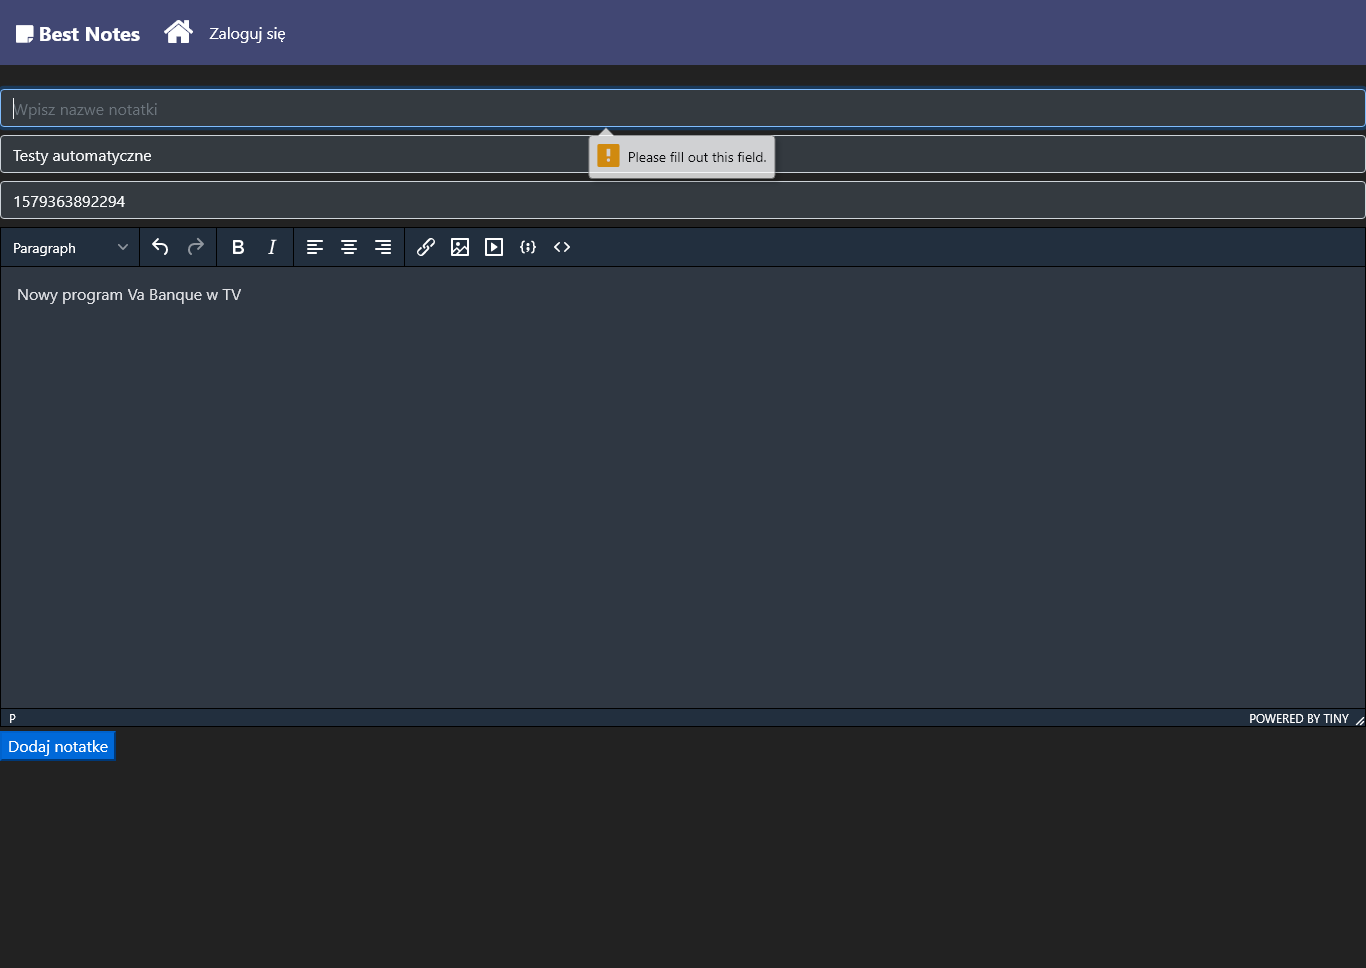 Best Notes Zaloguj się
Wpisz nazwe notatki
Testy automatyczne
Please fill out this field.
1579363892294
Paragraph B I
Nowy program Va Banque w TV
P POWERED BY TINY
Dodaj notatke